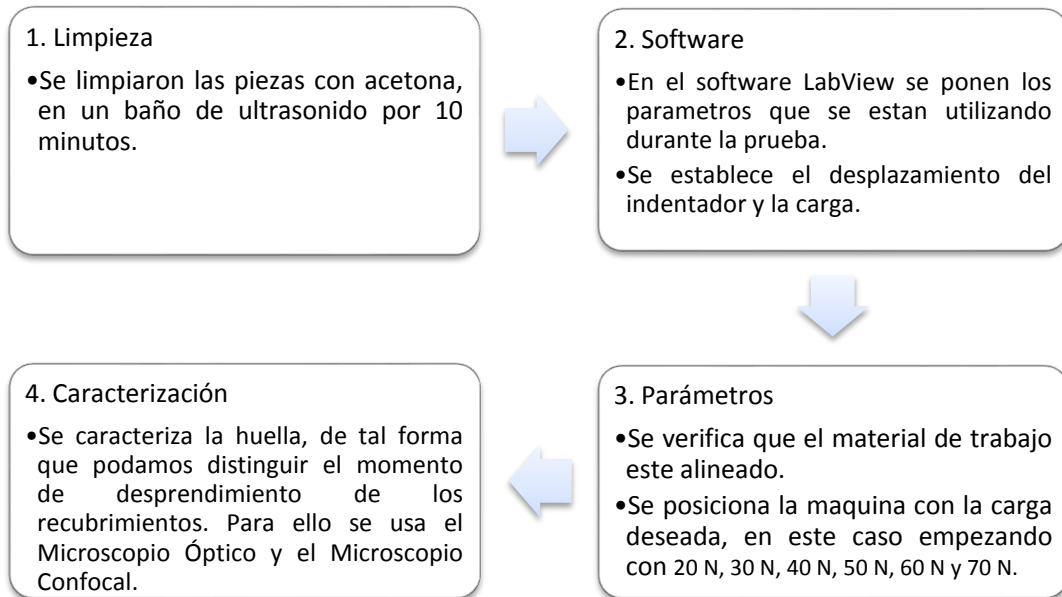 1. Limpieza
•Se limpiaron las piezas con acetona,
en un baño de ultrasonido por 10
minutos.
2. Software
•En el software LabView se ponen los
parametros que se estan utilizando
durante la prueba.
•Se establece el desplazamiento del
indentador y la carga.
3. Parámetros
•Se verifica que el material de trabajo
este alineado.
•Se posiciona la maquina con la carga
deseada, en este caso empezando
con 20 N, 30 N, 40 N, 50 N, 60 N y 70 N.
4. Caracterización
•Se caracteriza la huella, de tal forma
que podamos distinguir el momento
de desprendimiento de los
recubrimientos. Para ello se usa el
Microscopio Óptico y el Microscopio
Confocal.